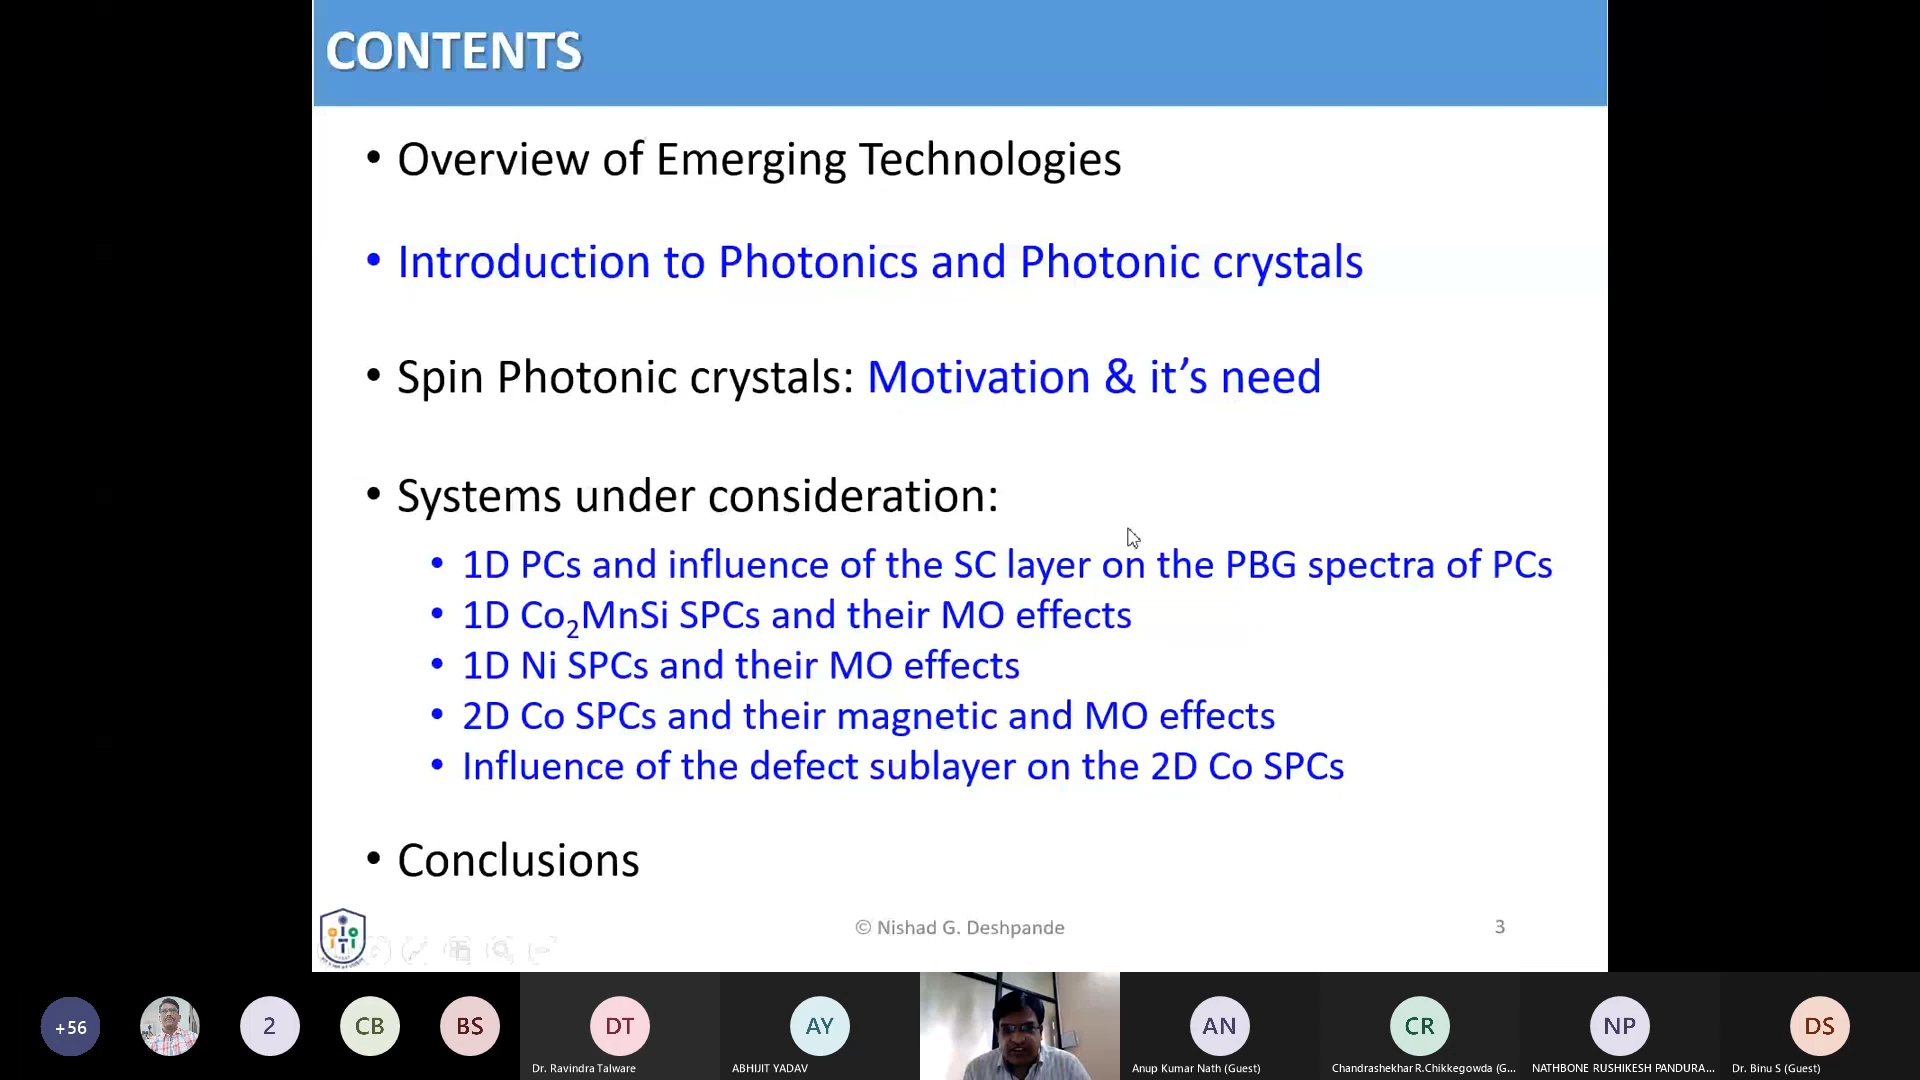 CONTENTS
• Overview of Emerging Technologies
• Introduction to Photonics and Photonic crystals
• Spin Photonic crystals: Motivation & it’s need
• Systems under consideration:
• 1D PCs and influence of the SC layer on the PBG spectra of PCs
• 1D Co₂MnSi SPCs and their MO effects
• 1D Ni SPCs and their MO effects
• 2D Co SPCs and their magnetic and MO effects
• Influence of the defect sublayer on the 2D Co SPCs
• Conclusions
© Nishad G. Deshpande
3
+56
2
CB
BS
DT
AY
AN
CR
NP
DS
Dr. Ravindra Talware
ABHIJIT YADAV
Anup Kumar Nath (Guest)
Chandrashekhar R.Chikkegowda (G...
NATHBONE RUSHIKESH PANDURA...
Dr. Binu S (Guest)